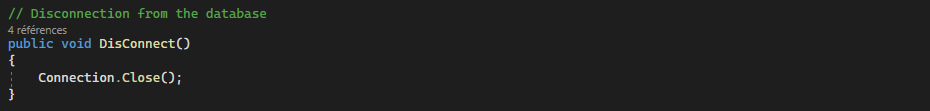 // Disconnection from the database
4 références
public void DisConnect()
{
    Connection.Close();
}